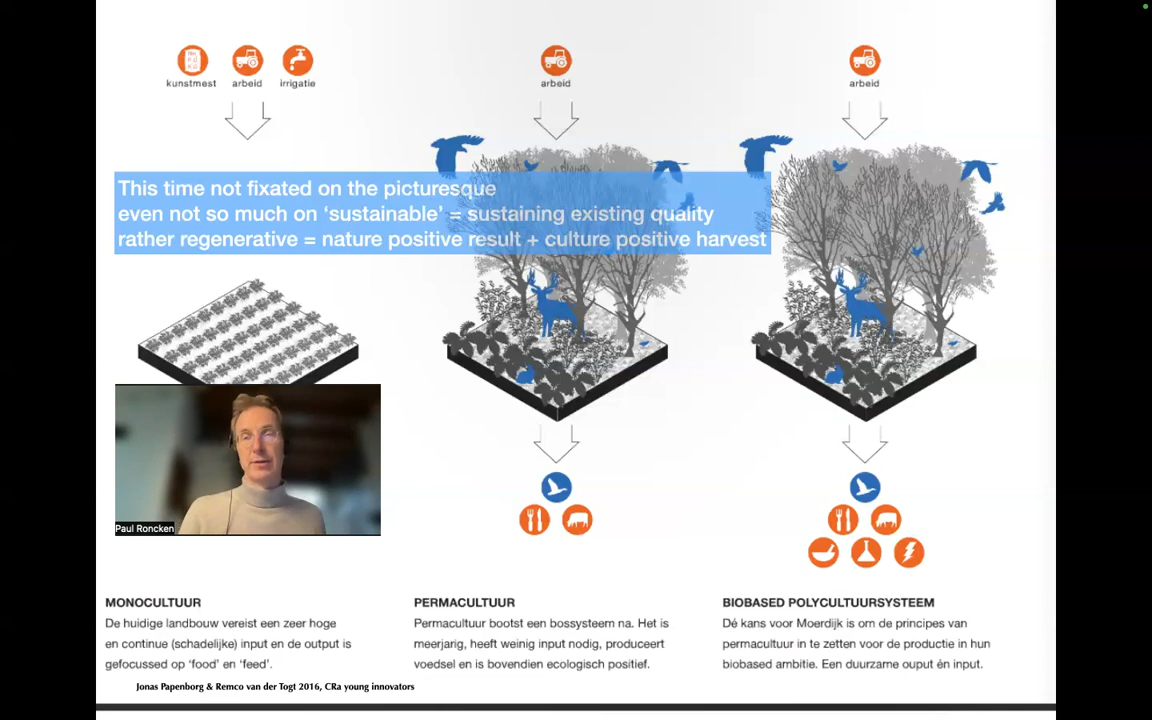 kunstmest
arbeid
irrigatie
arbeid
arbeid
This time not fixated on the picturesque
even not so much on ‘sustainable’ = sustaining existing quality
rather regenerative = nature positive result + culture positive harvest
Paul Roncken
MONOCULTUUR
De huidige landbouw vereist een zeer hoge
en continue (schadelijke) input en de output is
gefocussed op ‘food’ en ‘feed’.
PERMACULTUUR
Permacultuur bootst een bossysteem na. Het is
meerjarig, heeft weinig input nodig, produceert
voedsel en is bovendien ecologisch positief.
BIOBASED POLYCULTUURSYSTEEM
Dé kans voor Moerdijk is om de principes van
permacultuur in te zetten voor de productie in hun
biobased ambitie. Een duurzame ouput én input.
Jonas Papenborg & Remco van der Togt 2016, CRa young innovators